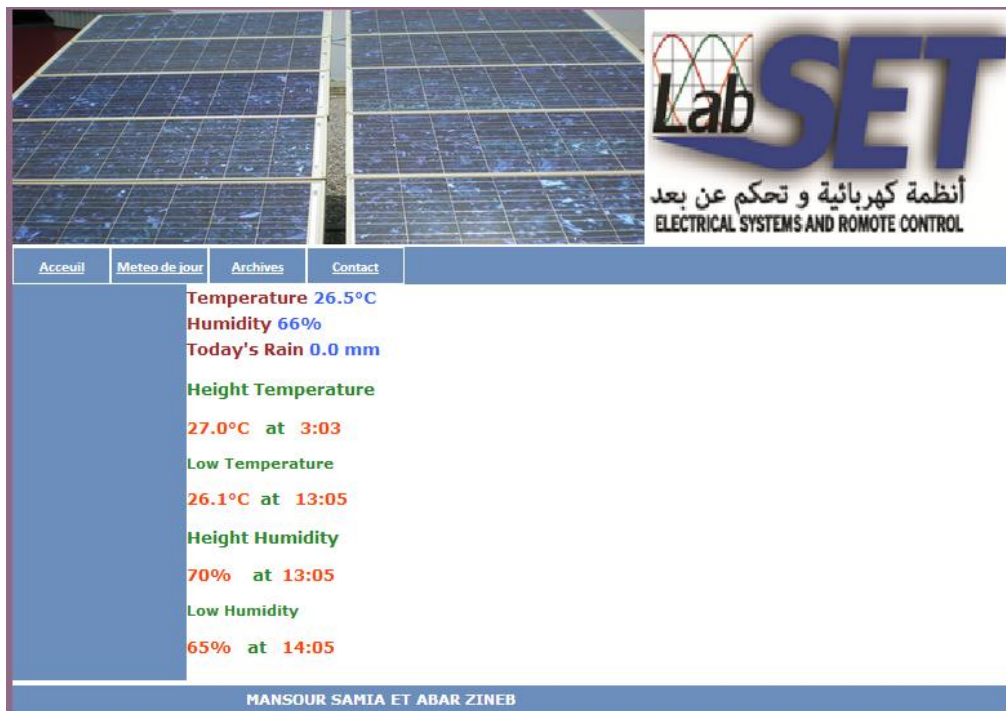 Lab SET
أنظمة كهربائية و تحكم عن بعد
ELECTRICAL SYSTEMS AND ROMOTE CONTROL
Acceuil Meteo de jour Archives Contact
Temperature 26.5°C
Humidity 66%
Today's Rain 0.0 mm
Height Temperature
27.0°C at 3:03
Low Temperature
26.1°C at 13:05
Height Humidity
70% at 13:05
Low Humidity
65% at 14:05
MANSOUR SAMIA ET ABAR ZINEB